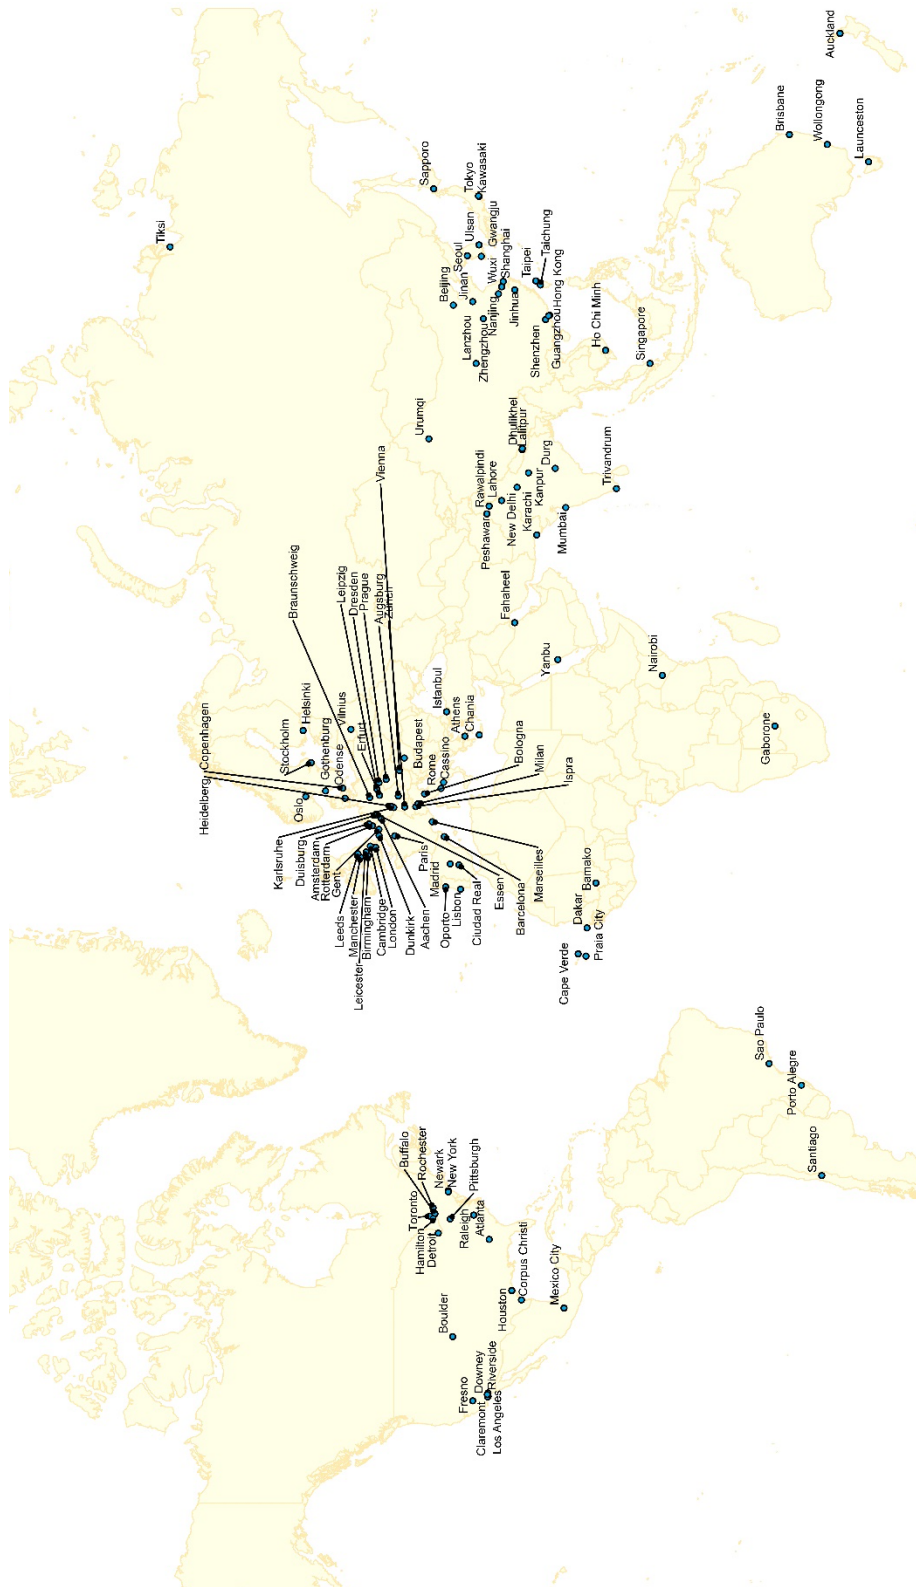 Auckland
Brisbane
Wollongong
Launceston
Sapporo
Tokyo
Kawasaki
Tiksi
Ulsan
Gwangju
Seoul
Beijing
Jinan
Wuxi
Shanghai
Nanjing
Jinhua
Taipei
Taichung
Lanzhou
Zhengzhou
Shenzhen
Guangzhou
Hong Kong
Ho Chi Minh
Singapore
Urumqi
Dhulikhel
Lalitpur
Durg
Kanpur
Trivandrum
Rawalpindi
Lahore
Peshawar
New Delhi
Karachi
Mumbai
Vienna
Braunschweig
Leipzig
Dresden
Prague
Augsburg
Zurich
Fahaheel
Yanbu
Nairobi
Gaborone
Copenhagen
Heidelberg
Stockholm
Helsinki
Gothenburg
Odense
Vilnius
Erfurt
Oslo
Istanbul
Athens
Chania
Budapest
Rome
Cassino
Bologna
Milan
Ispra
Karlsruhe
Duisburg
Amsterdam
Rotterdam
Gent
Leeds
Manchester
Birmingham
Cambridge
London
Leicester
Dunkirk
Aachen
Paris
Madrid
Oporto
Lisbon
Ciudad Real
Essen
Barcelona
Marseilles
Bamako
Dakar
Cape Verde
Praia City
Sao Paulo
Porto Alegre
Santiago
Buffalo
Rochester
Toronto
Hamilton
Detroit
Newark
New York
Pittsburgh
Raleigh
Atlanta
Boulder
Houston
Corpus Christi
Mexico City
Fresno
Downey
Claremont
Riverside
Los Angeles